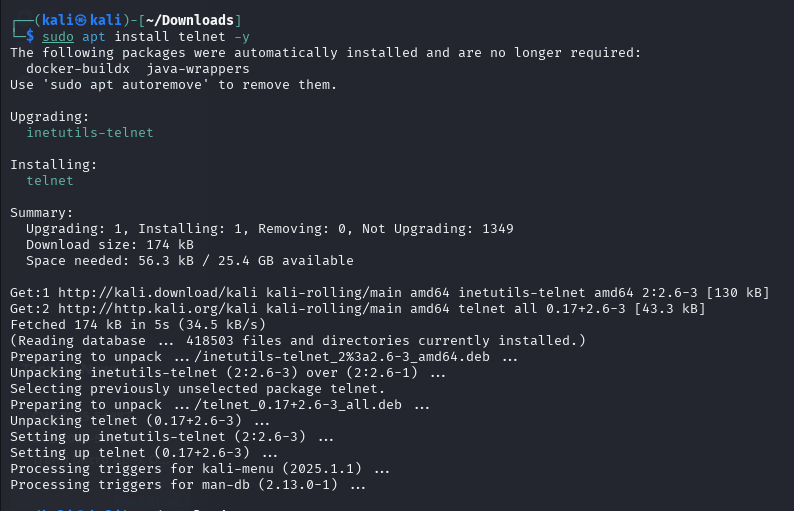 ┌──(kali㉿kali)-[~/Downloads]
└─$ sudo apt install telnet -y
The following packages were automatically installed and are no longer required:
  docker-buildx  java-wrappers
Use 'sudo apt autoremove' to remove them.

Upgrading:
  inetutils-telnet

Installing:
  telnet

Summary:
  Upgrading: 1, Installing: 1, Removing: 0, Not Upgrading: 1349
  Download size: 174 kB
  Space needed: 56.3 kB / 25.4 GB available

Get:1 http://kali.download/kali kali-rolling/main amd64 inetutils-telnet amd64 2:2.6-3 [130 kB]
Get:2 http://http.kali.org/kali kali-rolling/main amd64 telnet all 0.17+2.6-3 [43.3 kB]
Fetched 174 kB in 5s (34.5 kB/s)
(Reading database ... 418503 files and directories currently installed.)
Preparing to unpack .../inetutils-telnet_2%3a2.6-3_amd64.deb ...
Unpacking inetutils-telnet (2:2.6-3) over (2:2.6-1) ...
Selecting previously unselected package telnet.
Preparing to unpack .../telnet_0.17+2.6-3_all.deb ...
Unpacking telnet (0.17+2.6-3) ...
Setting up inetutils-telnet (2:2.6-3) ...
Setting up telnet (0.17+2.6-3) ...
Processing triggers for kali-menu (2025.1.1) ...
Processing triggers for man-db (2.13.0-1) ...